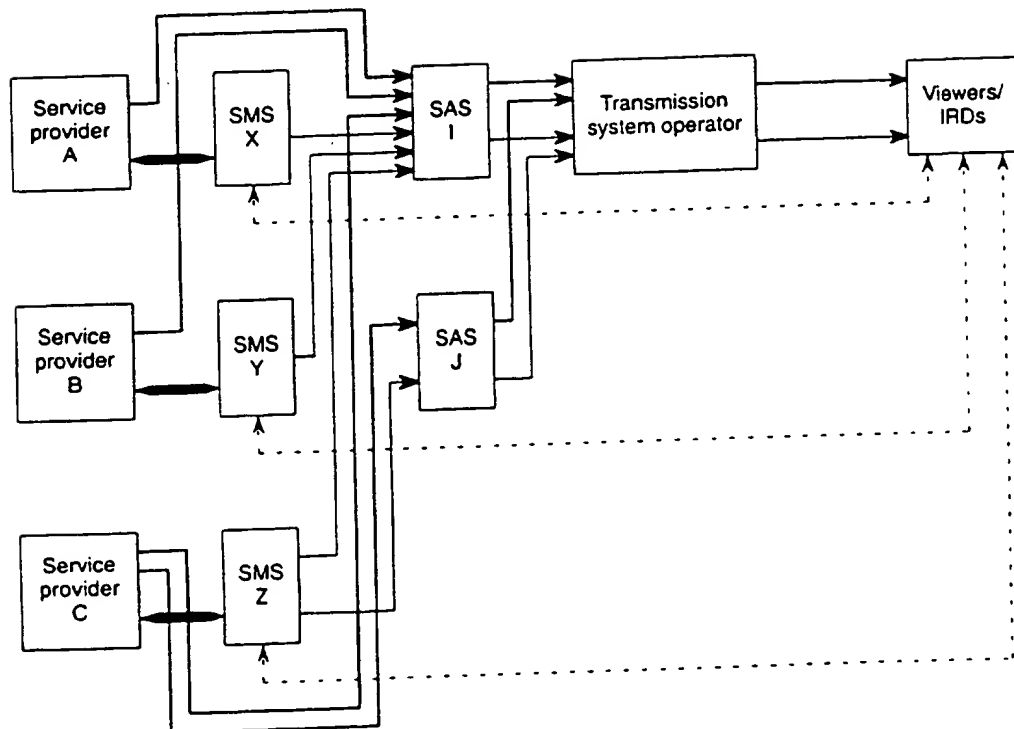 Service
provider
A
SMS
X
SAS
I
Transmission
system operator
Viewers/
IRDs
Service
provider
B
SMS
Y
SAS
J
Service
provider
C
SMS
Z